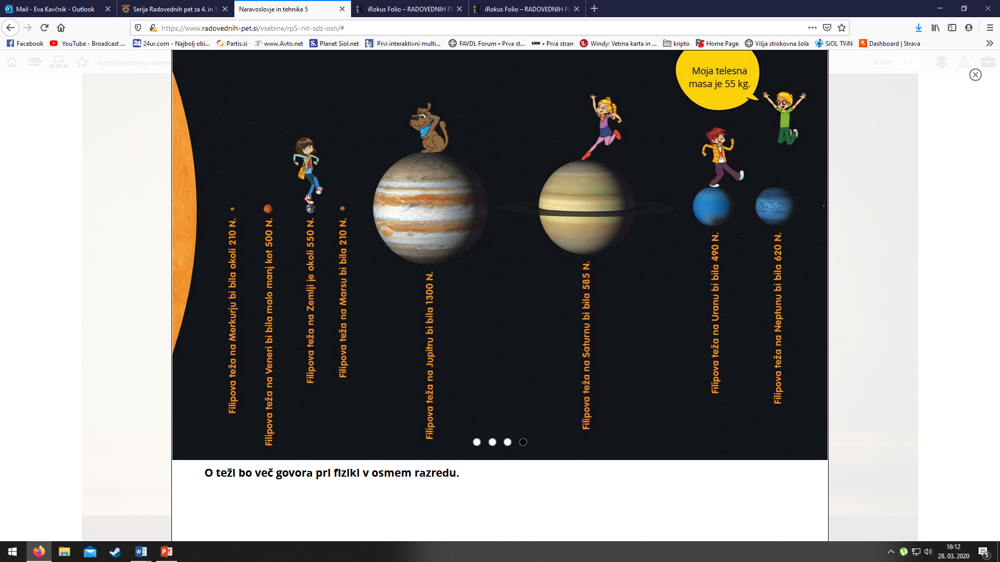 Mail - Eva Kavčnik - Outlook
Serija Radovednih pet za 4. in 5.
Naravoslovje in tehnika 5
iRokus Folio – RADOVEDNIH PE
iRokus Folio – RADOVEDNIH PE
https://www.radovednih-pet.si/vsebine/rp5-nit-sdz-osn/#
Facebook
YouTube - Broadcast ...
24ur.com - Najbolj obi...
Partis.si
www.Avto.net
Planet Siol.net
Prvi interaktivni multi...
FAVDL Forum • Prva st...
• Prva stran
Windy: Vetrna karta in ...
kripto
Home Page
Višja strokovna šola
SiOL TViN
Dashboard | Strava
Naravoslovje in tehnik
Stran: 3-7
Moja telesna
masa je 55 kg.
Filipova teža na Merkurju bi bila okoli 210 N.
Filipova teža na Veneri bi bila malo manj kot 500 N.
Filipova teža na Zemlji je okoli 550 N.
Filipova teža na Marsu bi bila 210 N.
Filipova teža na Jupitru bi bila 1300 N.
Filipova teža na Saturnu bi bila 585 N.
Filipova teža na Uranu bi bila 490 N.
Filipova teža na Neptunu bi bila 620 N.
O teži bo več govora pri fiziki v osmem razredu.
16:12
28. 03. 2020
5